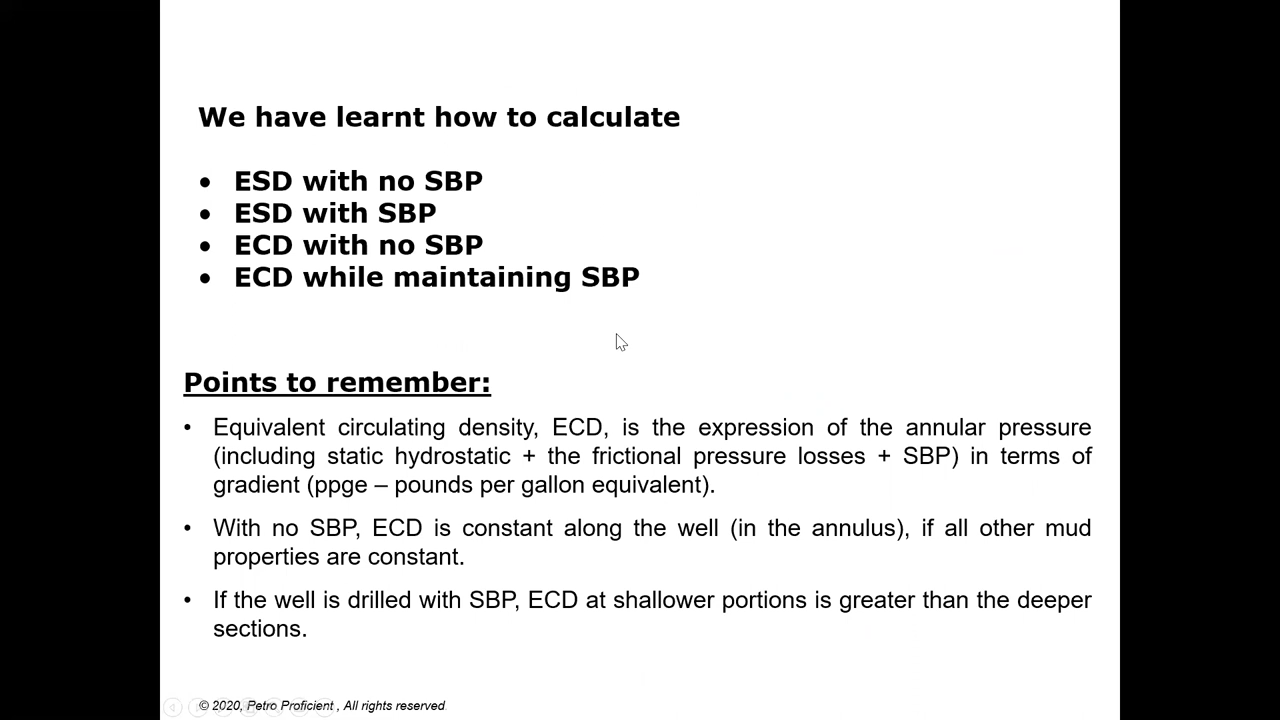 We have learnt how to calculate
• ESD with no SBP
• ESD with SBP
• ECD with no SBP
• ECD while maintaining SBP
Points to remember:
• Equivalent circulating density, ECD, is the expression of the annular pressure
(including static hydrostatic + the frictional pressure losses + SBP) in terms of
gradient (ppge – pounds per gallon equivalent).
• With no SBP, ECD is constant along the well (in the annulus), if all other mud
properties are constant.
• If the well is drilled with SBP, ECD at shallower portions is greater than the deeper
sections.
© 2020, Petro Proficient , All rights reserved